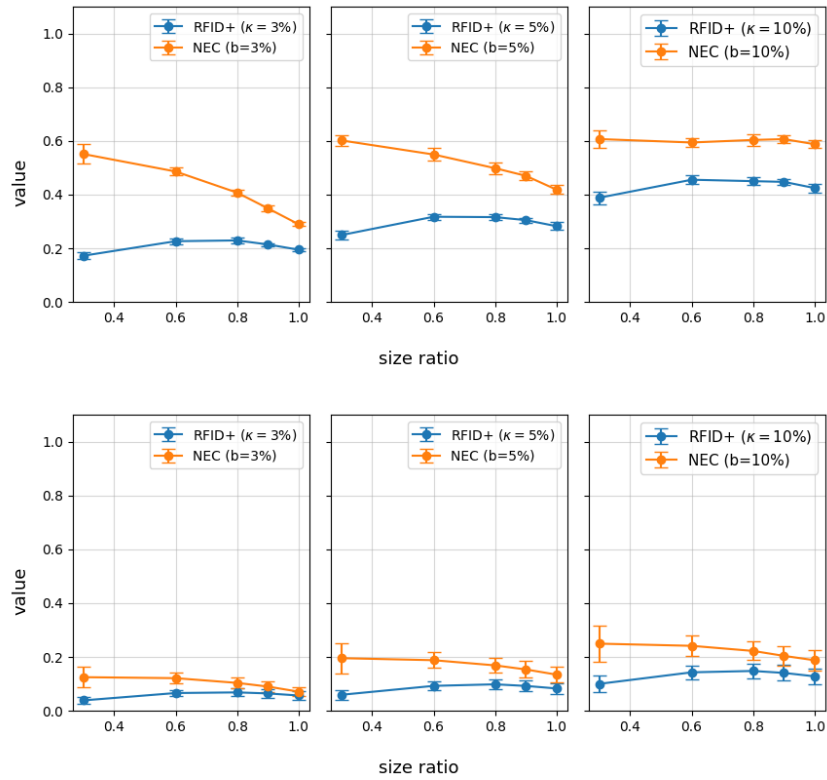 RFID+ (κ = 3%)
NEC (b=3%)
RFID+ (κ = 5%)
NEC (b=5%)
RFID+ (κ = 10%)
NEC (b=10%)
1.0
0.8
0.6
0.4
0.2
0.0
value
0.4 0.6 0.8 1.0
0.4 0.6 0.8 1.0
0.4 0.6 0.8 1.0
size ratio
RFID+ (κ = 3%)
NEC (b=3%)
RFID+ (κ = 5%)
NEC (b=5%)
RFID+ (κ = 10%)
NEC (b=10%)
1.0
0.8
0.6
0.4
0.2
0.0
value
0.4 0.6 0.8 1.0
0.4 0.6 0.8 1.0
0.4 0.6 0.8 1.0
size ratio